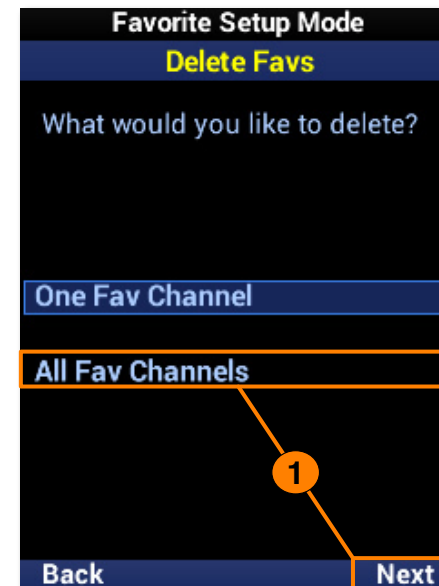 Favorite Setup Mode
Delete Favs
What would you like to delete?
One Fav Channel
All Fav Channels
1
Back Next